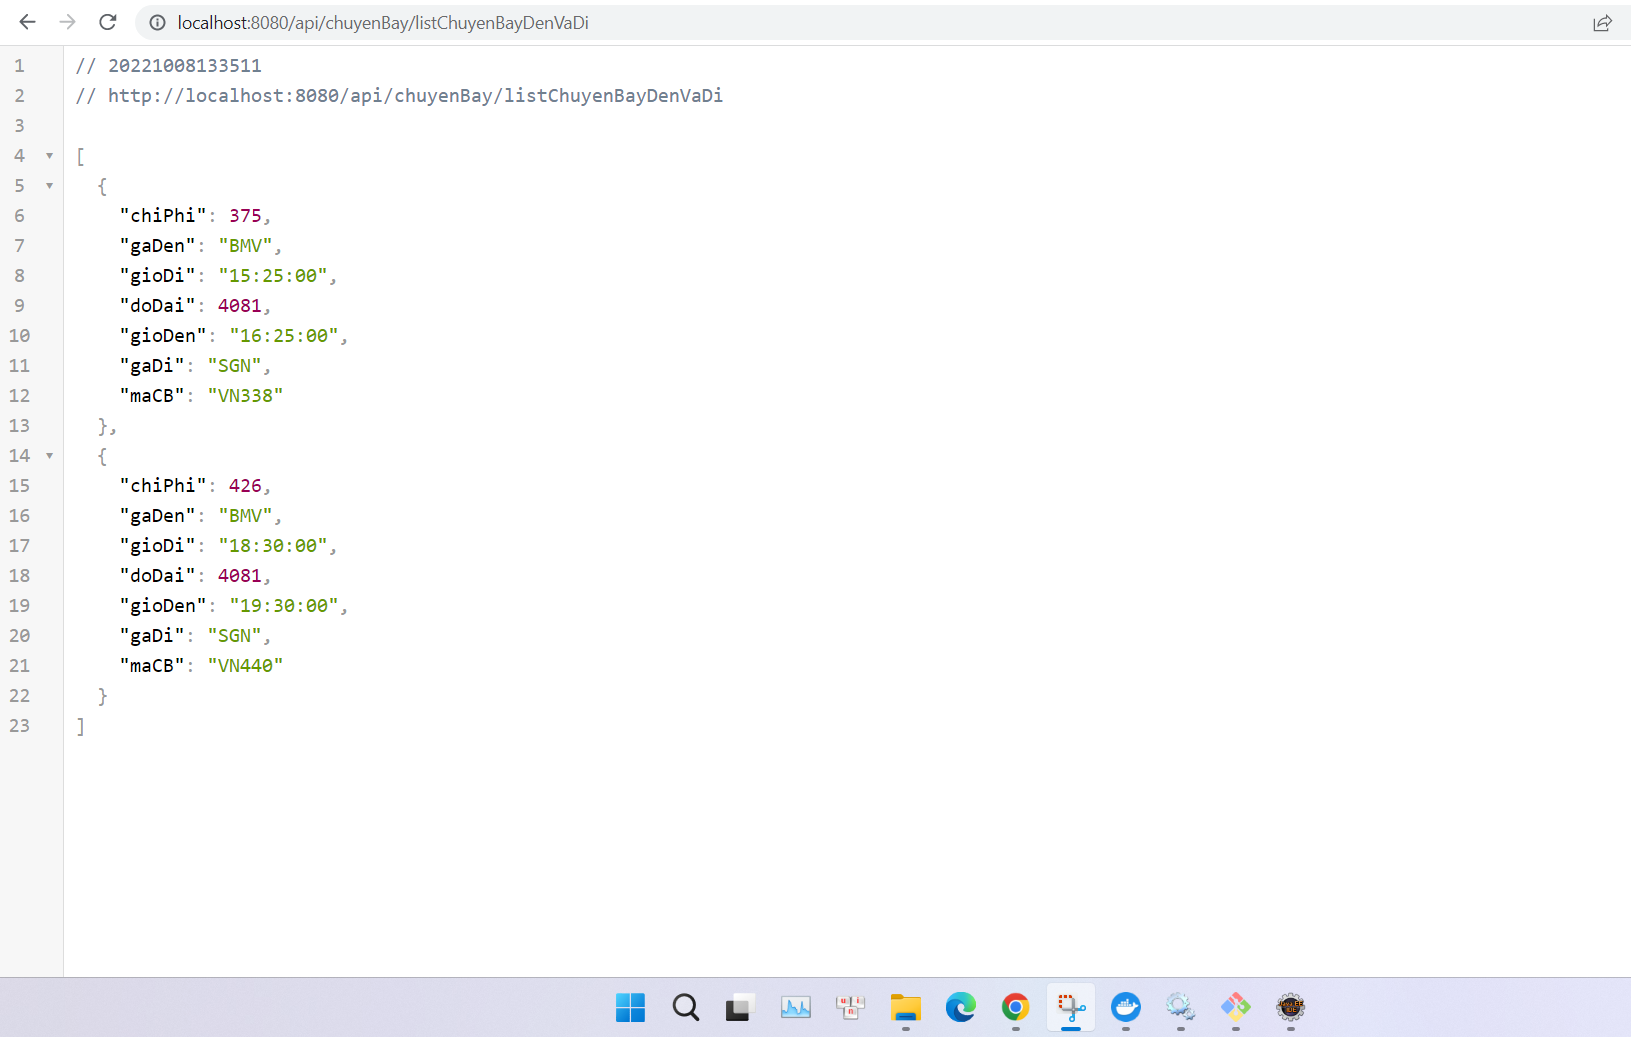 localhost:8080/api/chuyenBay/listChuyenBayDenVaDi
1 // 20221008133511
2 // http://localhost:8080/api/chuyenBay/listChuyenBayDenVaDi
3
4 [
5 {
6 "chiPhi": 375,
7 "gaDen": "BMV",
8 "gioDi": "15:25:00",
9 "doDai": 4081,
10 "gioDen": "16:25:00",
11 "gaDi": "SGN",
12 "maCB": "VN338"
13 },
14 {
15 "chiPhi": 426,
16 "gaDen": "BMV",
17 "gioDi": "18:30:00",
18 "doDai": 4081,
19 "gioDen": "19:30:00",
20 "gaDi": "SGN",
21 "maCB": "VN440"
22 }
23 ]